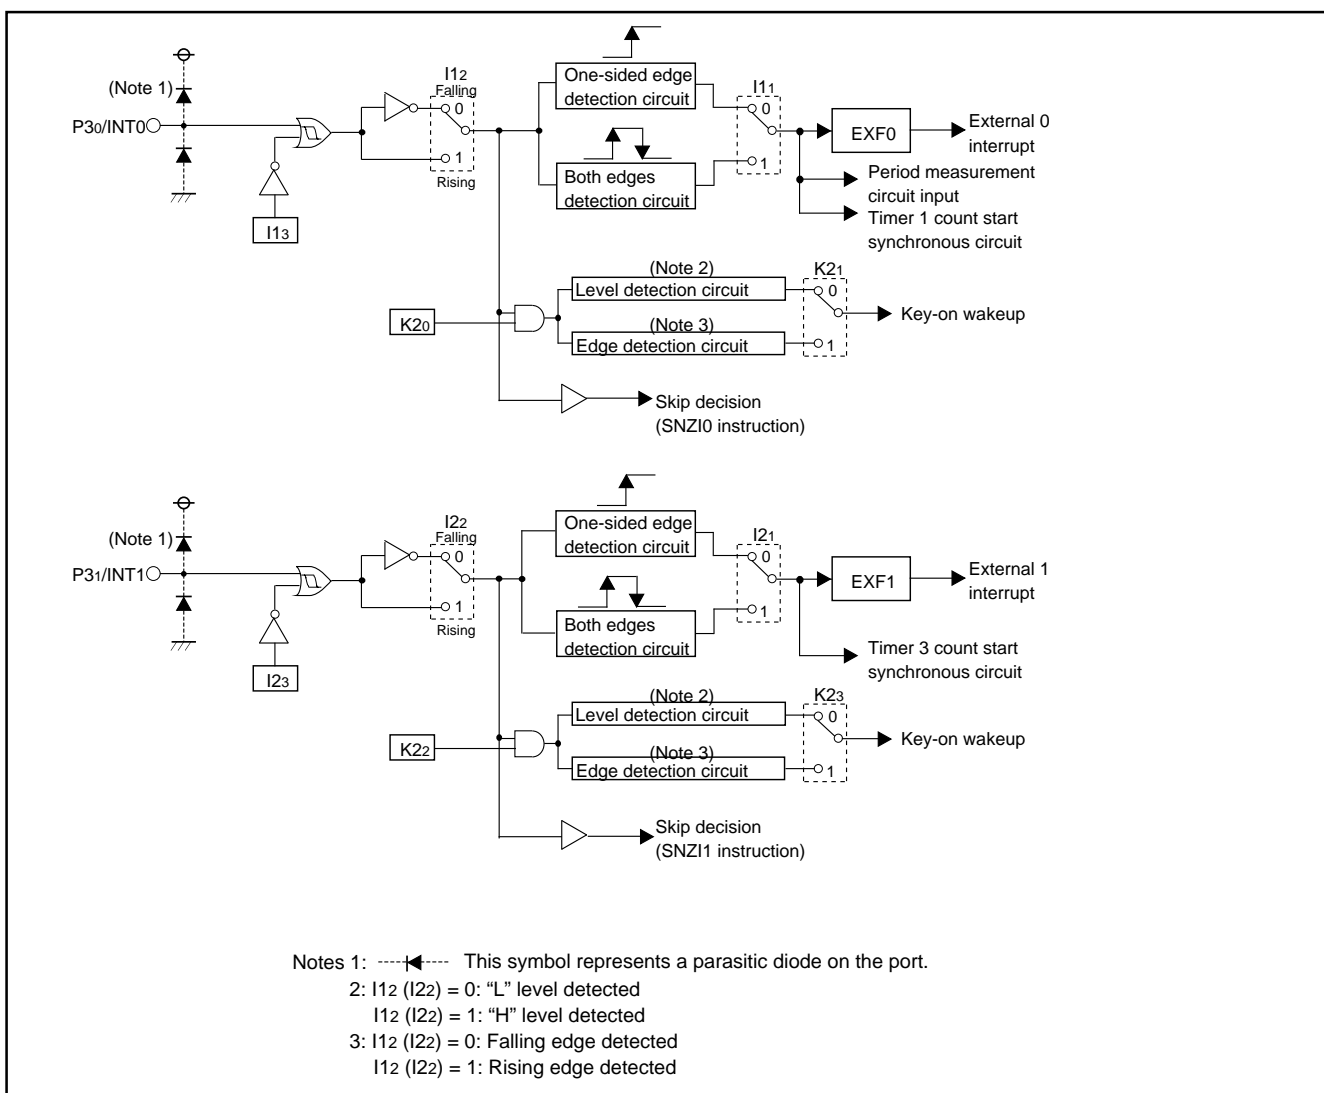 (Note 1)
P30/INT0
I13
I12
Falling
0
1
Rising
One-sided edge
detection circuit
Both edges
detection circuit
I11
0
1
EXF0
External 0
interrupt
Period measurement
circuit input
Timer 1 count start
synchronous circuit
K20
(Note 2)
Level detection circuit
(Note 3)
Edge detection circuit
K21
0
1
Key-on wakeup
Skip decision
(SNZI0 instruction)
(Note 1)
P31/INT1
I23
I22
Falling
0
1
Rising
One-sided edge
detection circuit
Both edges
detection circuit
I21
0
1
EXF1
External 1
interrupt
Timer 3 count start
synchronous circuit
K22
(Note 2)
Level detection circuit
(Note 3)
Edge detection circuit
K23
0
1
Key-on wakeup
Skip decision
(SNZI1 instruction)
Notes 1: This symbol represents a parasitic diode on the port.
2: I12 (I22) = 0: “L” level detected
I12 (I22) = 1: “H” level detected
3: I12 (I22) = 0: Falling edge detected
I12 (I22) = 1: Rising edge detected